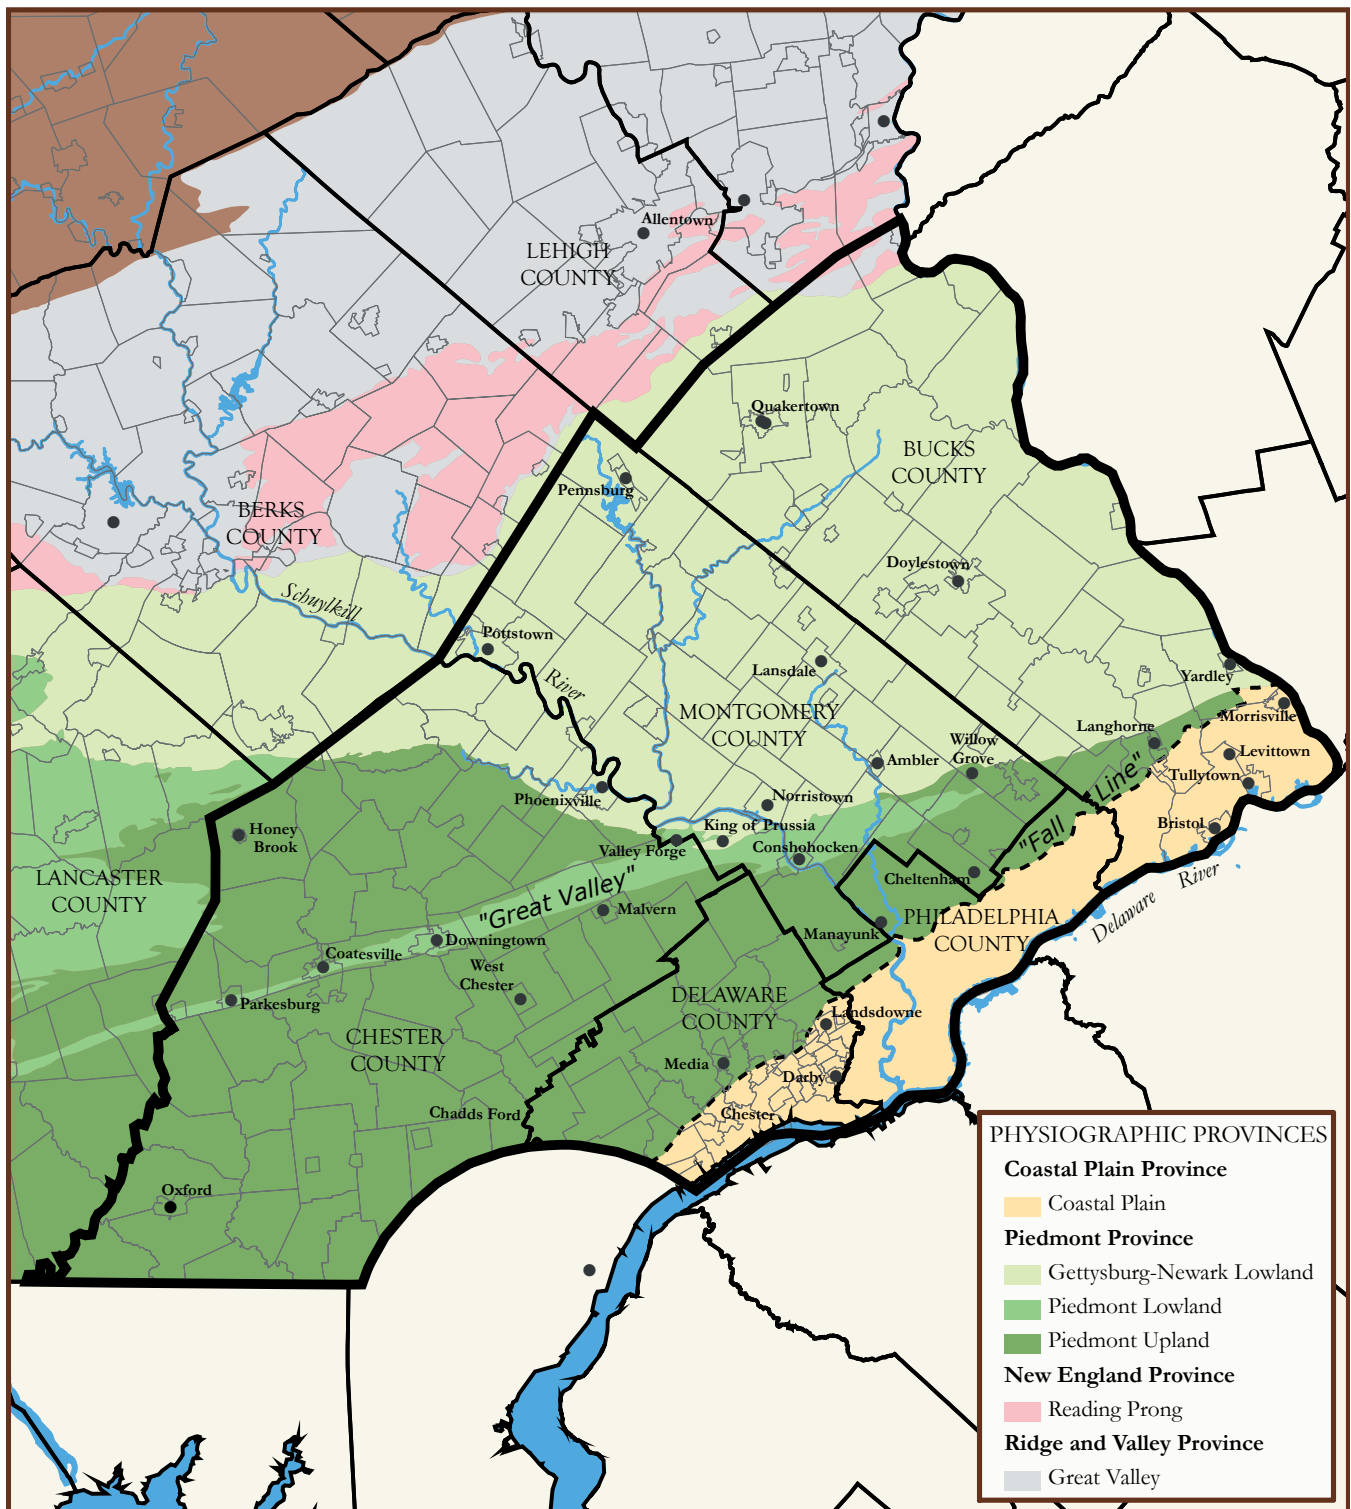 Allentown
LEHIGH
COUNTY
Quakertown
BUCKS
COUNTY
Pennsburg
BERKS
COUNTY
Doylestown
Schuylkill
River
Pottstown
Lansdale
Yardley
Morrisville
MONTGOMERY
COUNTY
Langhorne
Willow
Grove
Ambler
Levittown
Tullytown
"Fall
Line"
Phoenixville
Norristown
King of Prussia
Bristol
Honey
Brook
Valley Forge
Conshohocken
LANCASTER
COUNTY
"Great Valley"
Cheltenham
Malvern
PHILADELPHIA
COUNTY
Delaware
River
Manayunk
Downingtown
Coatesville
West
Chester
Parkesburg
DELAWARE
COUNTY
Landsdowne
CHESTER
COUNTY
Media
Darby
Chadds Ford
Chester
Oxford
PHYSIOGRAPHIC PROVINCES
Coastal Plain Province
Coastal Plain
Piedmont Province
Gettysburg-Newark Lowland
Piedmont Lowland
Piedmont Upland
New England Province
Reading Prong
Ridge and Valley Province
Great Valley